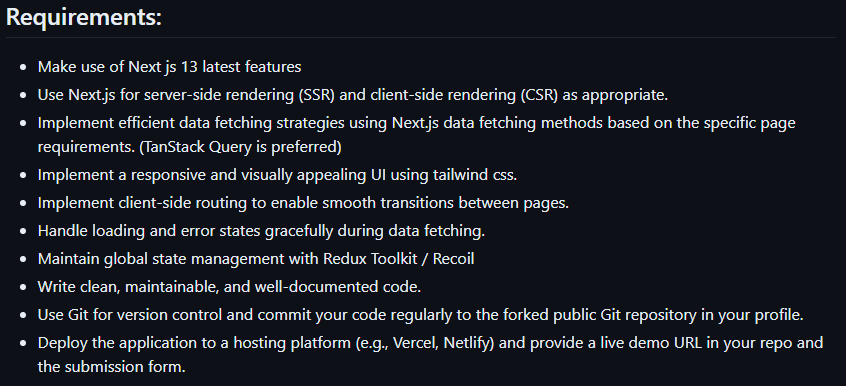 Requirements:
• Make use of Next js 13 latest features
• Use Next.js for server-side rendering (SSR) and client-side rendering (CSR) as appropriate.
• Implement efficient data fetching strategies using Next.js data fetching methods based on the specific page
requirements. (TanStack Query is preferred)
• Implement a responsive and visually appealing UI using tailwind css.
• Implement client-side routing to enable smooth transitions between pages.
• Handle loading and error states gracefully during data fetching.
• Maintain global state management with Redux Toolkit / Recoil
• Write clean, maintainable, and well-documented code.
• Use Git for version control and commit your code regularly to the forked public Git repository in your profile.
• Deploy the application to a hosting platform (e.g., Vercel, Netlify) and provide a live demo URL in your repo and
the submission form.